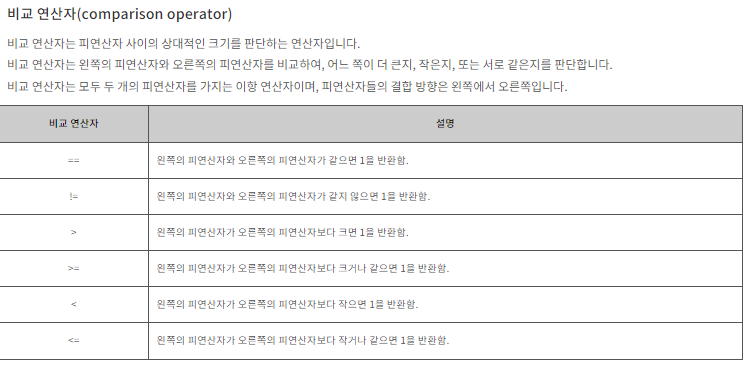 비교 연산자(comparison operator)
비교 연산자는 피연산자 사이의 상대적인 크기를 판단하는 연산자입니다.
비교 연산자는 왼쪽의 피연산자와 오른쪽의 피연산자를 비교하여, 어느 쪽이 더 큰지, 작은지, 또는 서로 같은지를 판단합니다.
비교 연산자는 모두 두 개의 피연산자를 가지는 이항 연산자이며, 피연산자들의 결합 방향은 왼쪽에서 오른쪽입니다.
비교 연산자 설명
== 왼쪽의 피연산자와 오른쪽의 피연산자가 같으면 1을 반환함.
!= 왼쪽의 피연산자와 오른쪽의 피연산자가 같지 않으면 1을 반환함.
> 왼쪽의 피연산자가 오른쪽의 피연산자보다 크면 1을 반환함.
>= 왼쪽의 피연산자가 오른쪽의 피연산자보다 크거나 같으면 1을 반환함.
< 왼쪽의 피연산자가 오른쪽의 피연산자보다 작으면 1을 반환함.
<= 왼쪽의 피연산자가 오른쪽의 피연산자보다 작거나 같으면 1을 반환함.